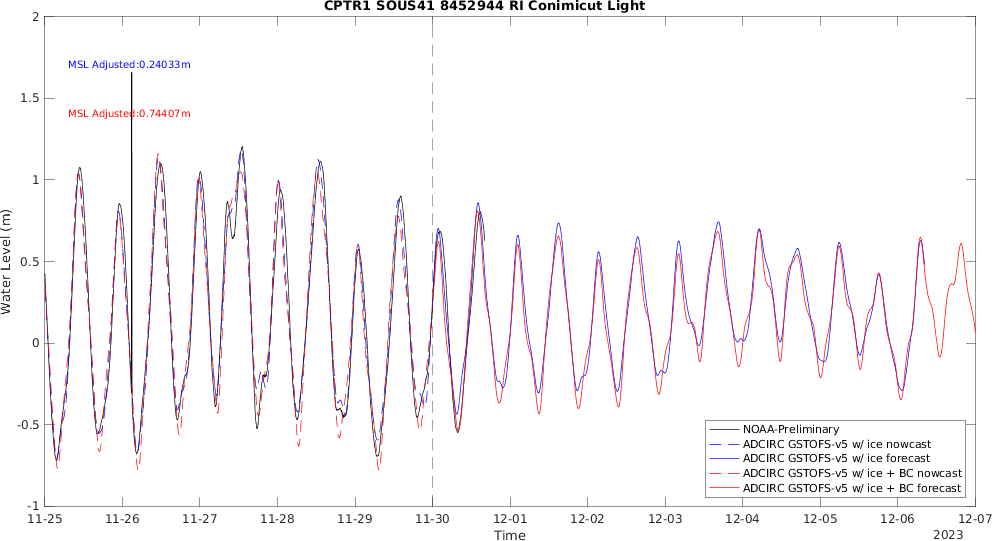 CPTR1 SOUS41 8452944 RI Conimicut Light
2
1.5
1
0.5
0
-0.5
-1
Water Level (m)
MSL Adjusted:0.24033m
MSL Adjusted:0.74407m
NOAA-Preliminary
ADCIRC GSTOFS-v5 w/ ice nowcast
ADCIRC GSTOFS-v5 w/ ice forecast
ADCIRC GSTOFS-v5 w/ ice + BC nowcast
ADCIRC GSTOFS-v5 w/ ice + BC forecast
11-25 11-26 11-27 11-28 11-29 11-30 12-01 12-02 12-03 12-04 12-05 12-06 12-07
Time
2023